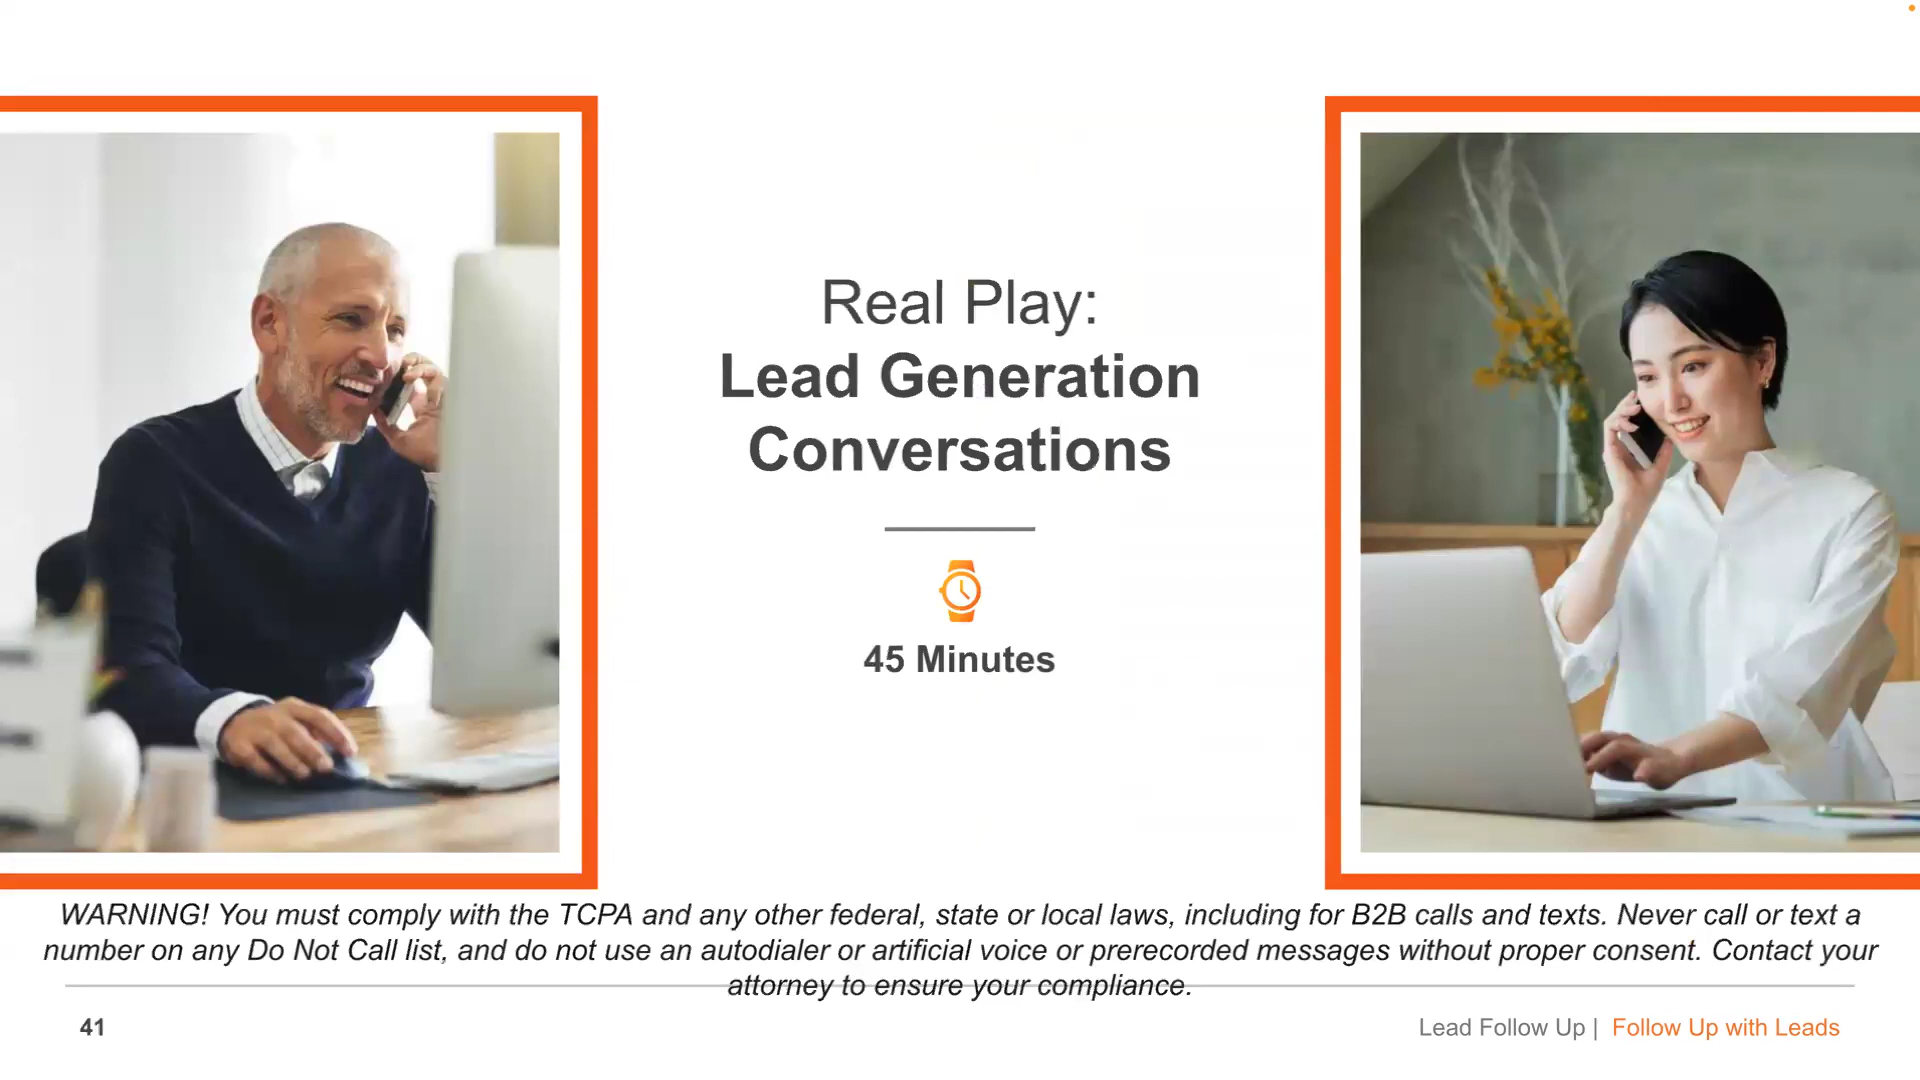 Real Play:
Lead Generation
Conversations
45 Minutes
WARNING! You must comply with the TCPA and any other federal, state or local laws, including for B2B calls and texts. Never call or text a
number on any Do Not Call list, and do not use an autodialer or artificial voice or prerecorded messages without proper consent. Contact your
attorney to ensure your compliance.
41
Lead Follow Up | Follow Up with Leads